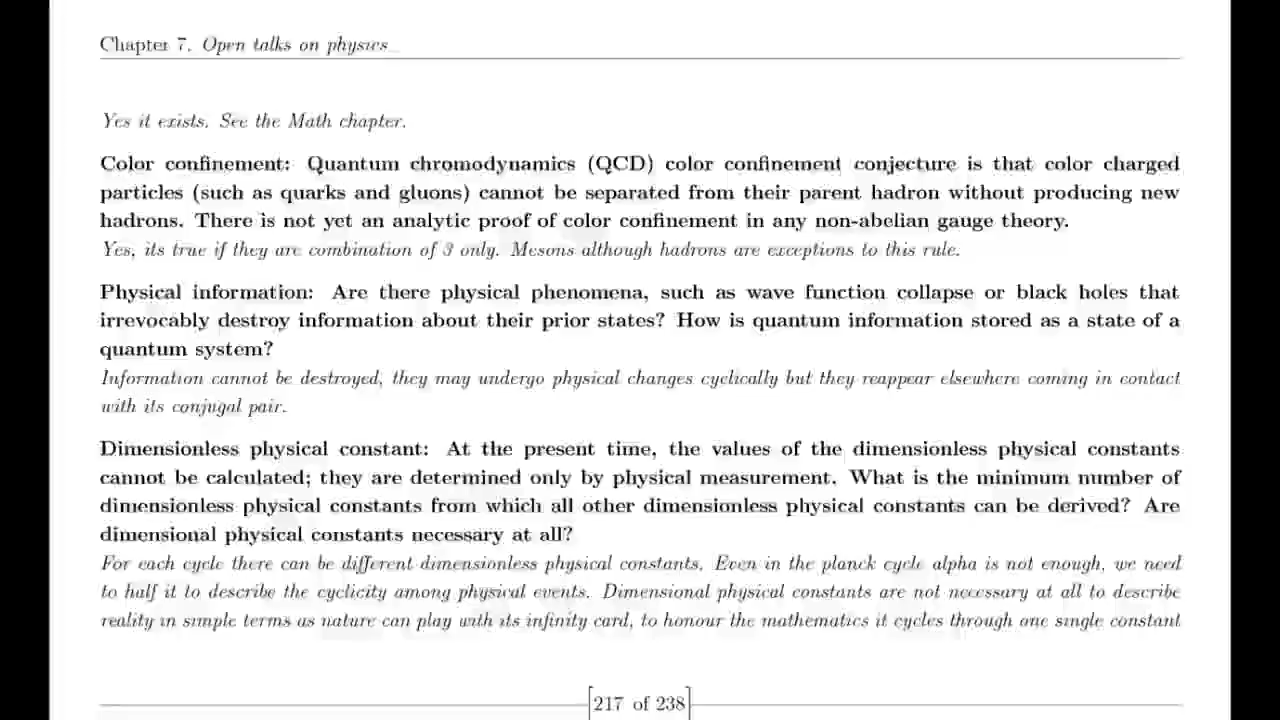 Chapter 7. Open talks on physics
Yes it exists. See the Math chapter.
Color confinement: Quantum chromodynamics (QCD) color confinement conjecture is that color charged
particles (such as quarks and gluons) cannot be separated from their parent hadron without producing new
hadrons. There is not yet an analytic proof of color confinement in any non-abelian gauge theory.
Yes, its true if they are combination of 3 only. Mesons although hadrons are exceptions to this rule.
Physical information: Are there physical phenomena, such as wave function collapse or black holes that
irrevocably destroy information about their prior states? How is quantum information stored as a state of a
quantum system?
Information cannot be destroyed, they may undergo physical changes cyclically but they reappear elsewhere coming in contact
with its conjugal pair.
Dimensionless physical constant: At the present time, the values of the dimensionless physical constants
cannot be calculated; they are determined only by physical measurement. What is the minimum number of
dimensionless physical constants from which all other dimensionless physical constants can be derived? Are
dimensional physical constants necessary at all?
For each cycle there can be different dimensionless physical constants. Even in the planck cycle alpha is not enough, we need
to half it to describe the cyclicity among physical events. Dimensional physical constants are not necessary at all to describe
reality in simple terms as nature can play with its infinity card, to honour the mathematics it cycles through one single constant
217 of 238